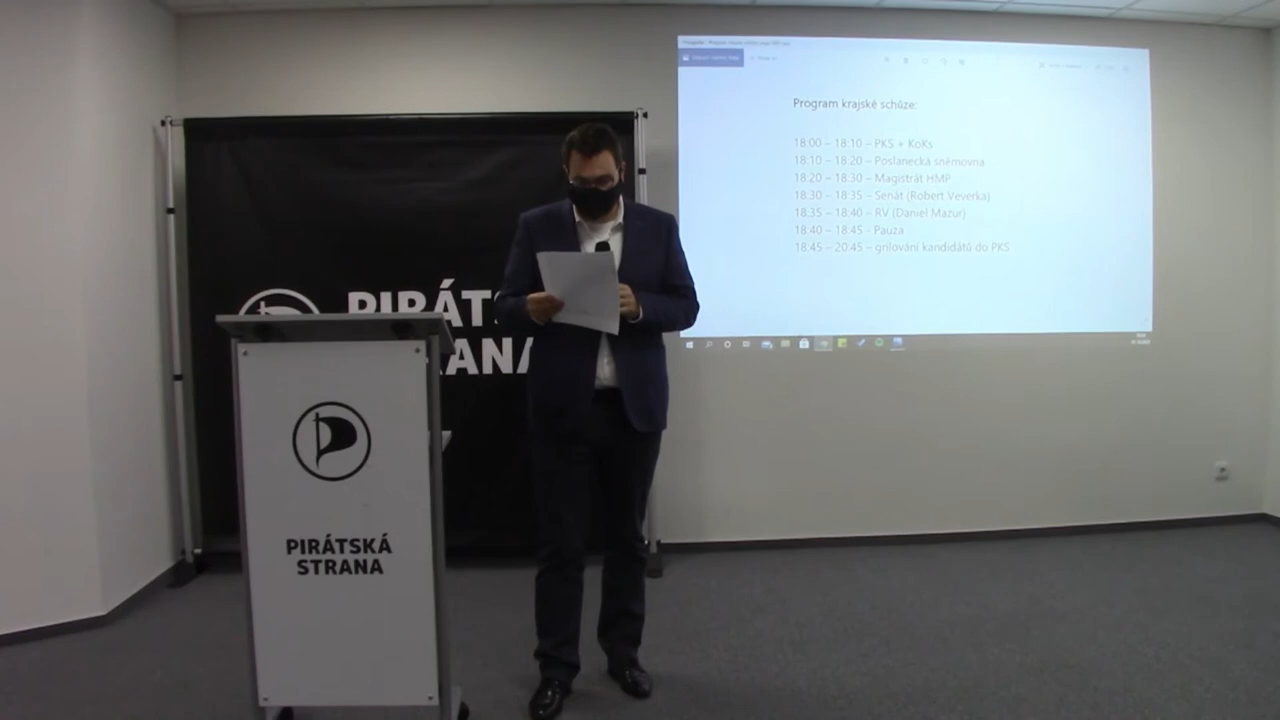 Program krajské schůze:
18:00 – 18:10 – PKS + KoKs
18:10 – 18:20 – Poslanecká sněmovna
18:20 – 18:30 – Magistrát HMP
18:30 – 18:35 – Senát (Robert Veverka)
18:35 – 18:40 – RV (Daniel Mazur)
18:40 – 18:45 - Pauza
18:45 – 20:45 – grilování kandidátů do PKS
PIRÁTS
ANA
PIRÁTSKÁ
STRANA